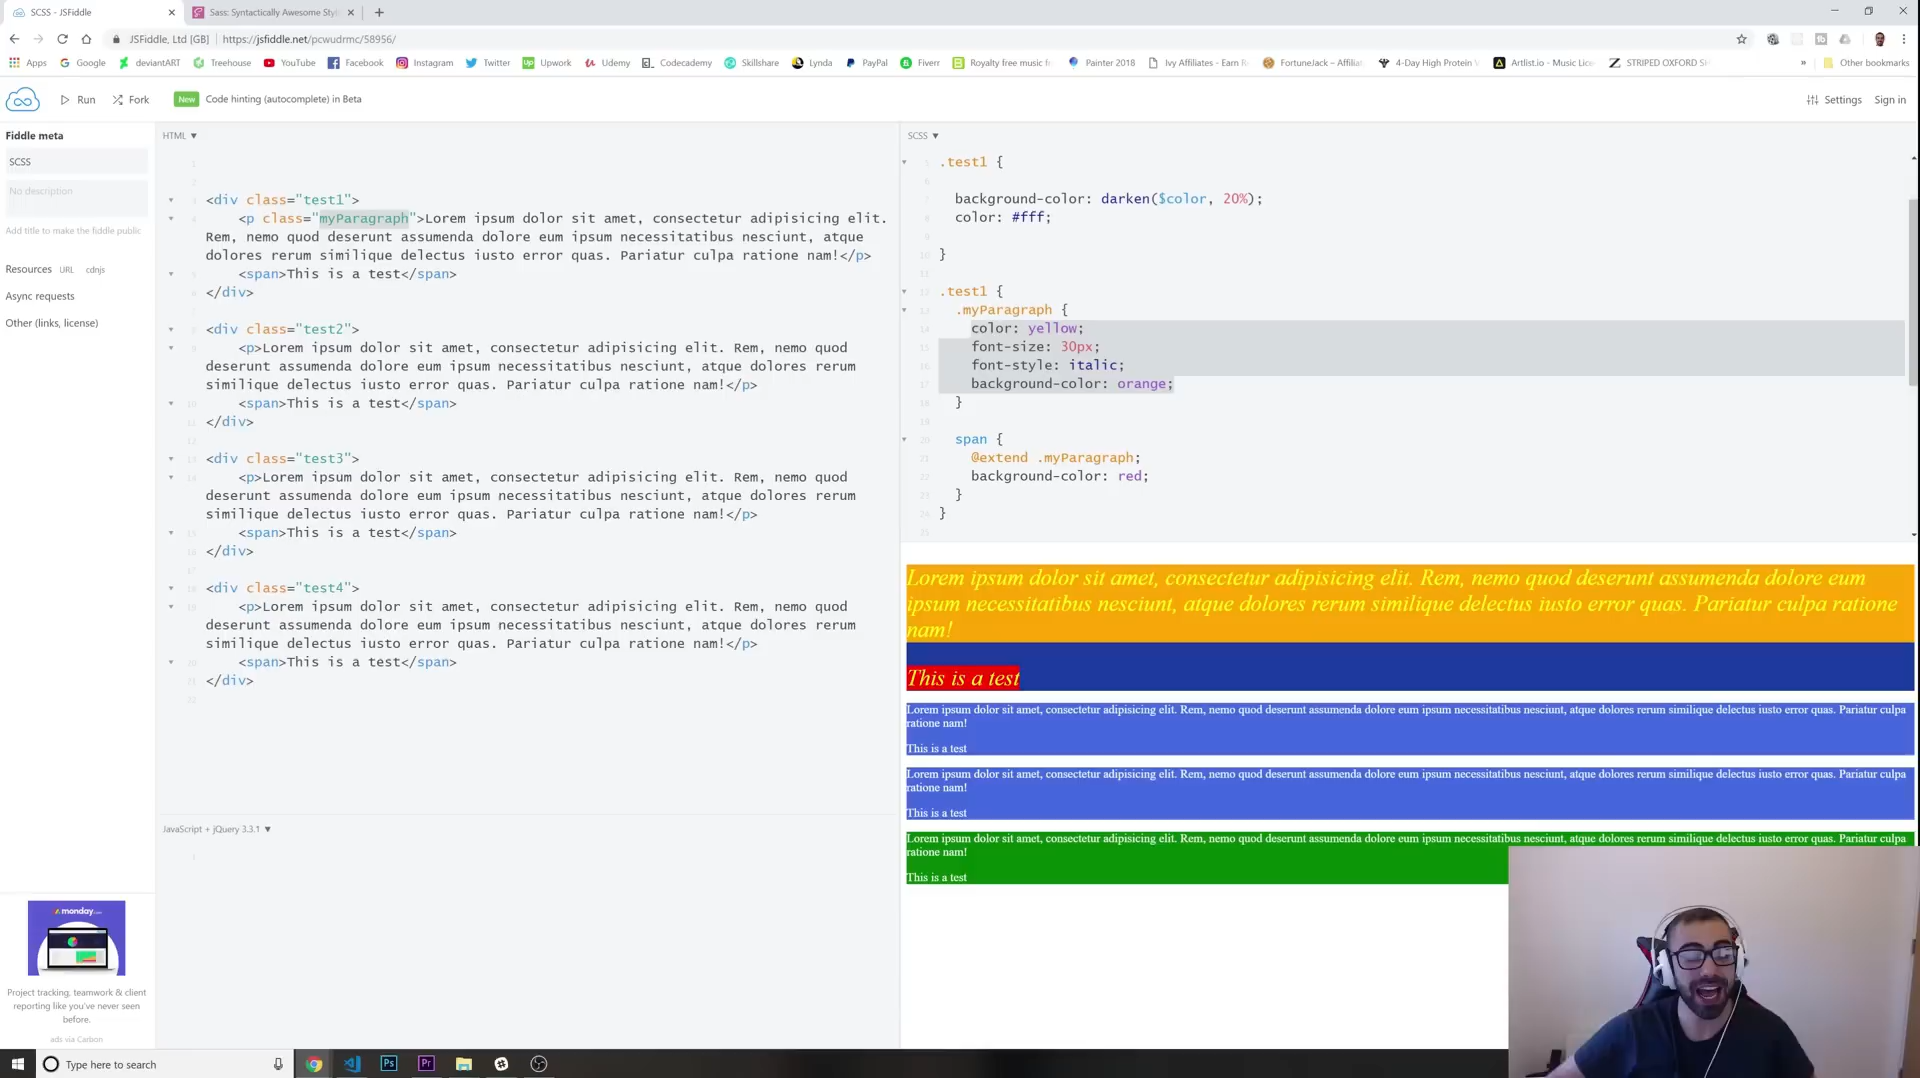 SCSS - JSFiddle
Sass: Syntactically Awesome Styl
JSFiddle, Ltd [GB]
https://jsfiddle.net/pcwudrmc/58956/
Apps Google deviantART Treehouse YouTube Facebook Instagram Twitter Upwork Udemy Codecademy Skillshare Lynda PayPal Fiverr Royalty free music f Painter 2018 Ivy Affiliates - Earn R FortuneJack – Affilia 4-Day High Protein V Artlist.io - Music Lice STRIPED OXFORD S » Other bookmarks
Run Fork New Code hinting (autocomplete) in Beta Settings Sign in
Fiddle meta
SCSS
No description
Add title to make the fiddle public
Resources URL cdnjs
Async requests
Other (links, license)
monday.com
Project tracking, teamwork & client
reporting like you've never seen
before.
ads via Carbon
HTML
<div class="test1">
<p class="myParagraph">Lorem ipsum dolor sit amet, consectetur adipisicing elit.
Rem, nemo quod deserunt assumenda dolore eum ipsum necessitatibus nesciunt, atque
dolores rerum similique delectus iusto error quas. Pariatur culpa ratione nam!</p>
<span>This is a test</span>
</div>
<div class="test2">
<p>Lorem ipsum dolor sit amet, consectetur adipisicing elit. Rem, nemo quod
deserunt assumenda dolore eum ipsum necessitatibus nesciunt, atque dolores rerum
similique delectus iusto error quas. Pariatur culpa ratione nam!</p>
<span>This is a test</span>
</div>
<div class="test3">
<p>Lorem ipsum dolor sit amet, consectetur adipisicing elit. Rem, nemo quod
deserunt assumenda dolore eum ipsum necessitatibus nesciunt, atque dolores rerum
similique delectus iusto error quas. Pariatur culpa ratione nam!</p>
<span>This is a test</span>
</div>
<div class="test4">
<p>Lorem ipsum dolor sit amet, consectetur adipisicing elit. Rem, nemo quod
deserunt assumenda dolore eum ipsum necessitatibus nesciunt, atque dolores rerum
similique delectus iusto error quas. Pariatur culpa ratione nam!</p>
<span>This is a test</span>
</div>
JavaScript + jQuery 3.3.1
SCSS
.test1 {
background-color: darken($color, 20%);
color: #fff;
}
.test1 {
.myParagraph {
color: yellow;
font-size: 30px;
font-style: italic;
background-color: orange;
}
span {
@extend .myParagraph;
background-color: red;
}
}
Lorem ipsum dolor sit amet, consectetur adipisicing elit. Rem, nemo quod deserunt assumenda dolore eum
ipsum necessitatibus nesciunt, atque dolores rerum similique delectus iusto error quas. Pariatur culpa ratione
nam!
This is a test
Lorem ipsum dolor sit amet, consectetur adipisicing elit. Rem, nemo quod deserunt assumenda dolore eum ipsum necessitatibus nesciunt, atque dolores rerum similique delectus iusto error quas. Pariatur culpa
ratione nam!
This is a test
Lorem ipsum dolor sit amet, consectetur adipisicing elit. Rem, nemo quod deserunt assumenda dolore eum ipsum necessitatibus nesciunt, atque dolores rerum similique delectus iusto error quas. Pariatur culpa
ratione nam!
This is a test
Lorem ipsum dolor sit amet, consectetur adipisicing elit. Rem, nemo quod deserunt assumenda dolore eum ipsum necessitatibus nesciunt, atque dolores rerum similique delectus iusto error quas. Pariatur culpa
ratione nam!
This is a test
Type here to search
Ps
Pr